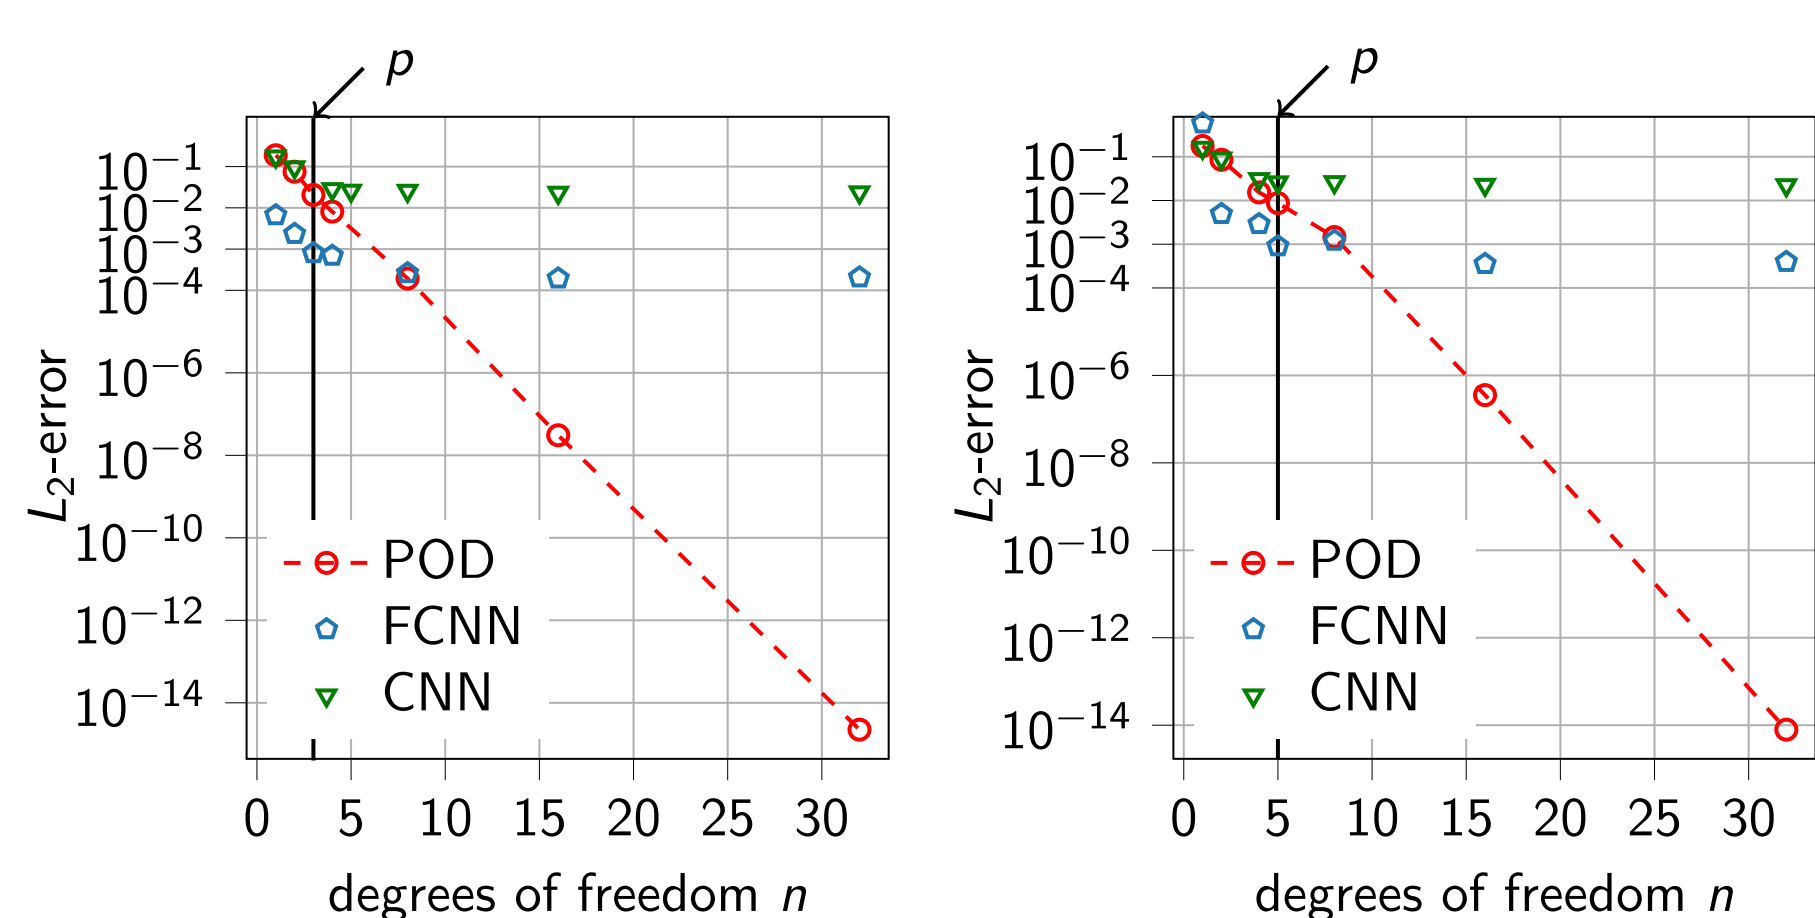 p
10⁻¹
10⁻²
10⁻³
10⁻⁴
10⁻⁶
10⁻⁸
10⁻¹⁰
10⁻¹²
10⁻¹⁴
L₂-error
POD
FCNN
CNN
0 5 10 15 20 25 30
degrees of freedom n
p
10⁻¹
10⁻²
10⁻³
10⁻⁴
10⁻⁶
10⁻⁸
10⁻¹⁰
10⁻¹²
10⁻¹⁴
L₂-error
POD
FCNN
CNN
0 5 10 15 20 25 30
degrees of freedom n